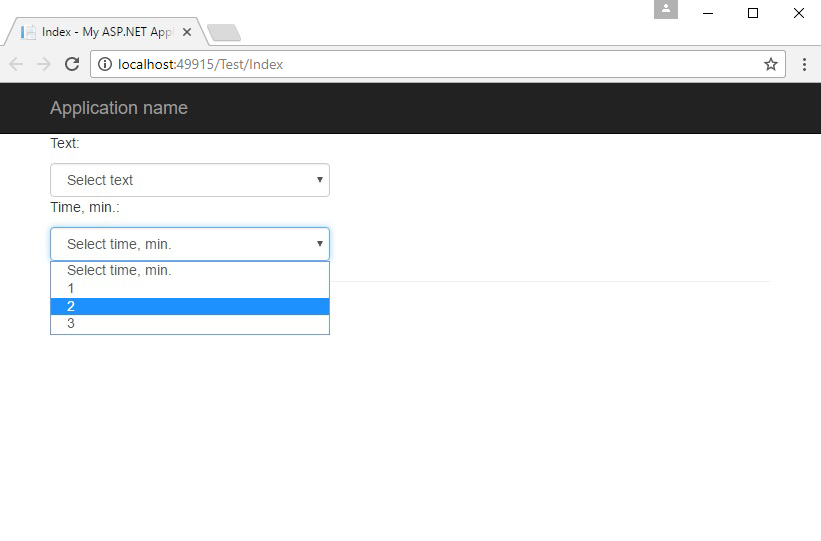 Index - My ASP.NET Appl
localhost:49915/Test/Index
Application name
Text:
Select text
Time, min.:
Select time, min.
Select time, min.
1
2
3